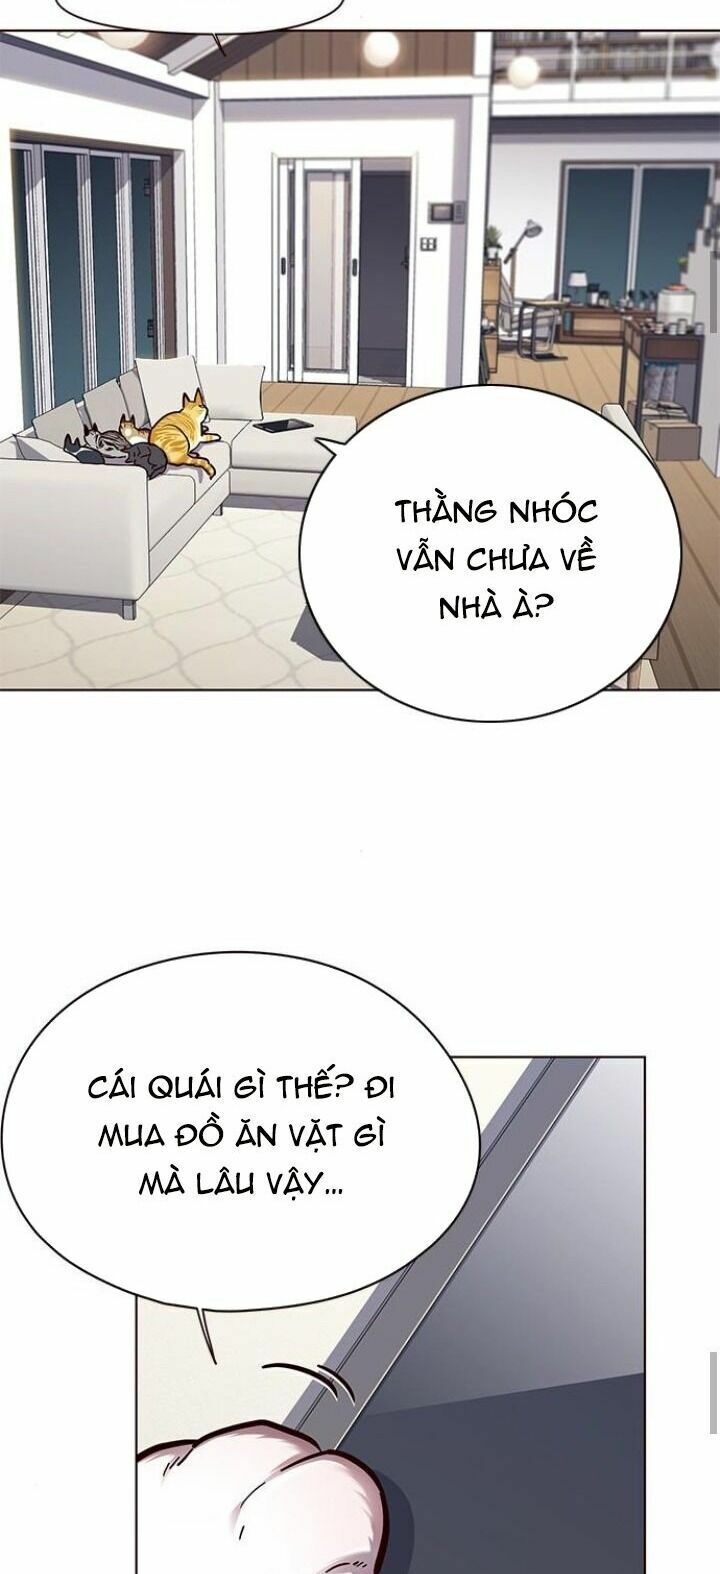 THẰNG NHÓC
VẪN CHƯA VỀ
NHÀ À?
CÁI QUÁI GÌ THẾ? ĐI
MUA ĐỒ ĂN VẶT GÌ
MÀ LÂU VẬY...